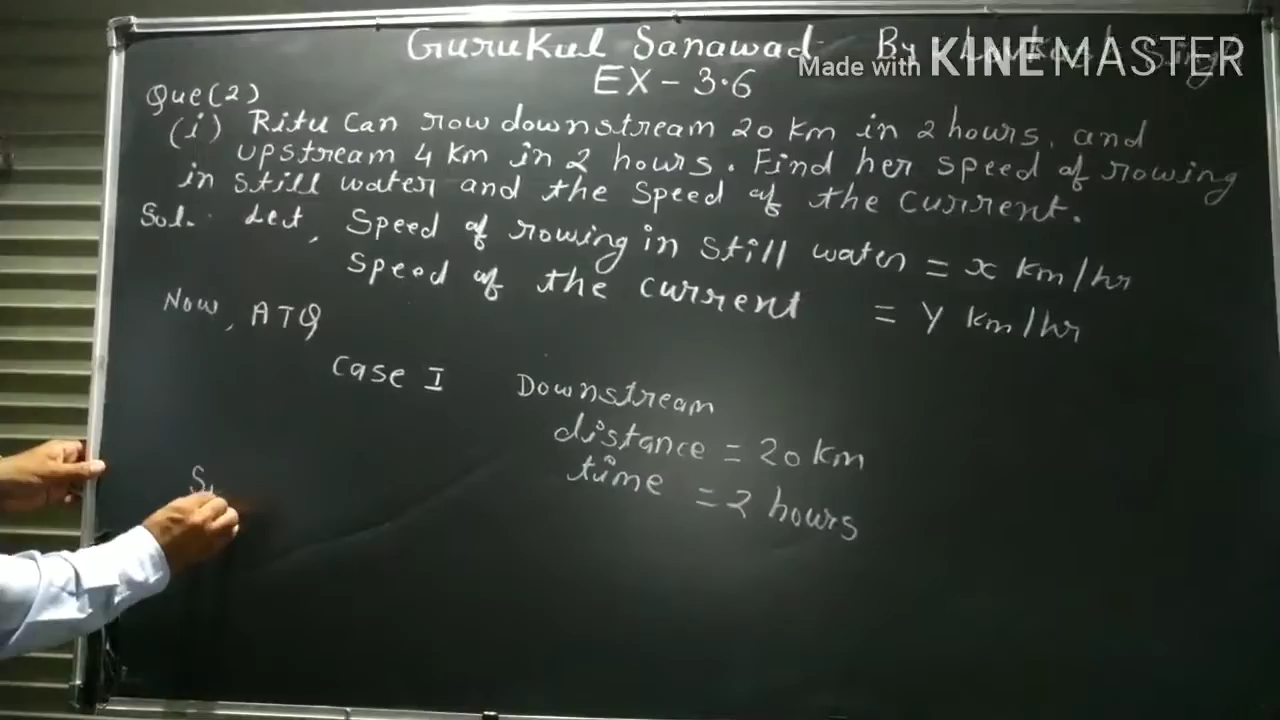 Gurukul Sanawad By
Made with KINEMASTER
EX-3.6
Que(2)
(i) Ritu Can row downstream 20 km in 2 hours, and
upstream 4 km in 2 hours. Find her speed of rowing
in still water and the speed of the current.
Sol. Let, Speed of rowing in still water = x km/hr
Speed of the current = y km/hr
Now, ATQ
Case I Downstream
distance = 20 km
time = 2 hours